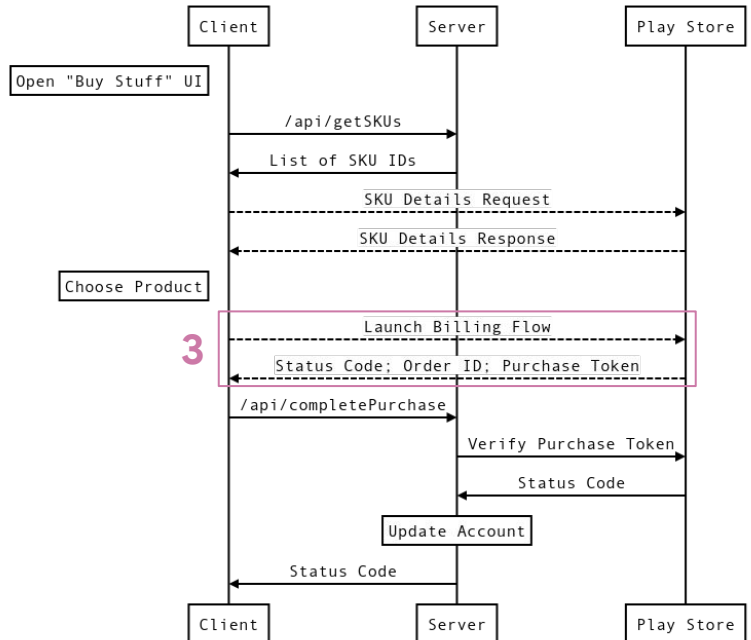 Client Server Play Store
Open "Buy Stuff" UI
/api/getSKUs
List of SKU IDs
SKU Details Request
SKU Details Response
Choose Product
3
Launch Billing Flow
Status Code; Order ID; Purchase Token
/api/completePurchase
Verify Purchase Token
Status Code
Update Account
Status Code
Client Server Play Store